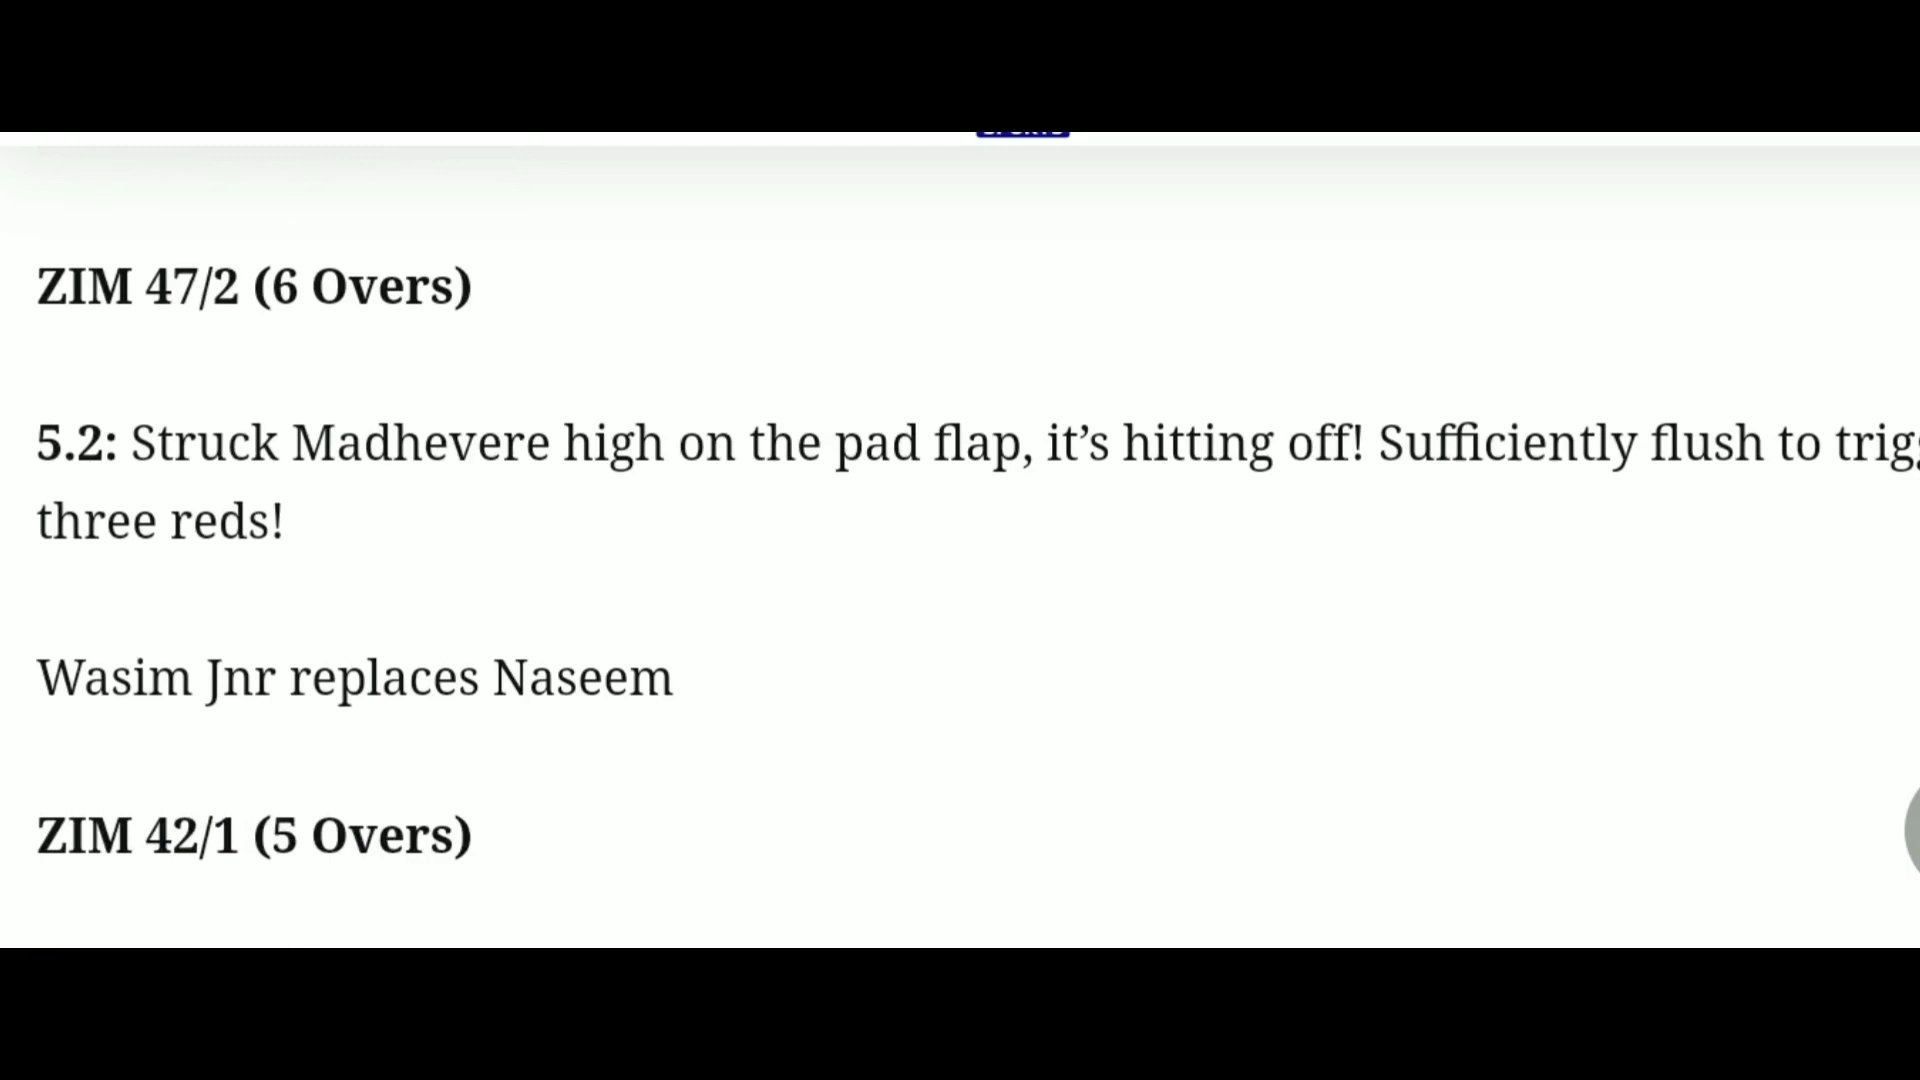 ZIM 47/2 (6 Overs)
5.2: Struck Madhevere high on the pad flap, it’s hitting off! Sufficiently flush to
three reds!
Wasim Jnr replaces Naseem
ZIM 42/1 (5 Overs)